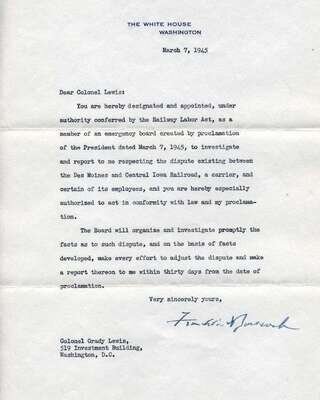 THE WHITE HOUSE
WASHINGTON
March 7, 1945
Dear Colonel Lewis:
You are hereby designated and appointed, under
authority conferred by the Railway Labor Act, as a
member of an emergency board created by proclamation
of the President dated March 7, 1945, to investigate
and report to me respecting the dispute existing between
the Des Moines and Central Iowa Railroad, a carrier, and
certain of its employees, and you are hereby especially
authorized to act in conformity with law and my proclama-
tion.
The Board will organize and investigate promptly the
facts as to such dispute, and on the basis of facts
developed, make every effort to adjust the dispute and make
a report thereon to me within thirty days from the date of
proclamation.
Very sincerely yours,
Franklin D Roosevelt
Colonel Grady Lewis,
519 Investment Building,
Washington, D.C.